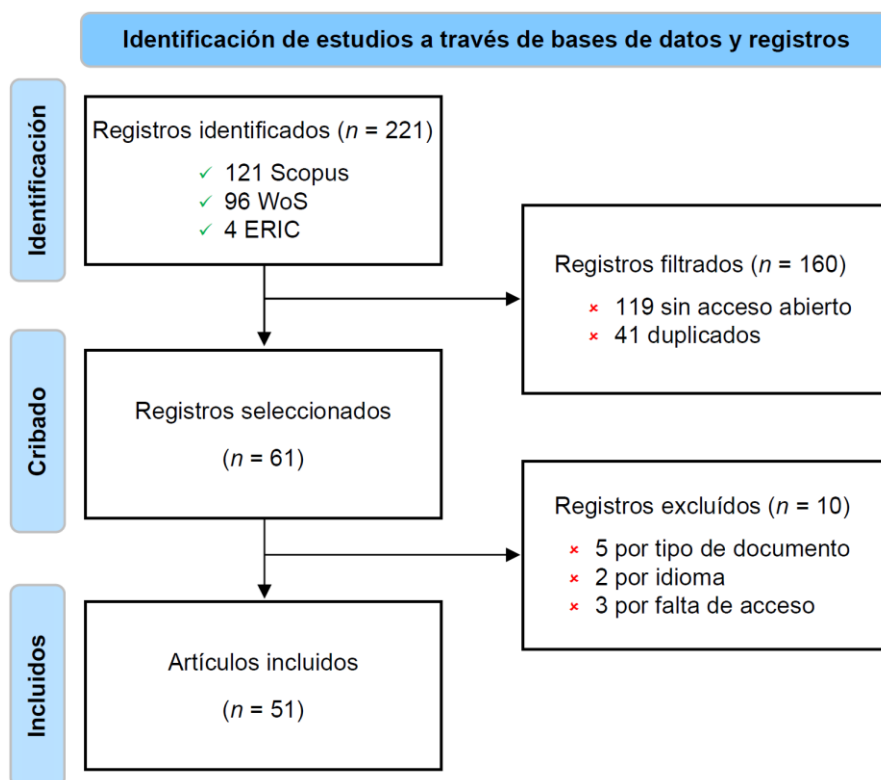 Identificación de estudios a través de bases de datos y registros
Identificación
Registros identificados (n = 221)
✓ 121 Scopus
✓ 96 WoS
✓ 4 ERIC
Registros filtrados (n = 160)
× 119 sin acceso abierto
× 41 duplicados
Cribado
Registros seleccionados
(n = 61)
Registros excluídos (n = 10)
× 5 por tipo de documento
× 2 por idioma
× 3 por falta de acceso
Incluidos
Artículos incluidos
(n = 51)